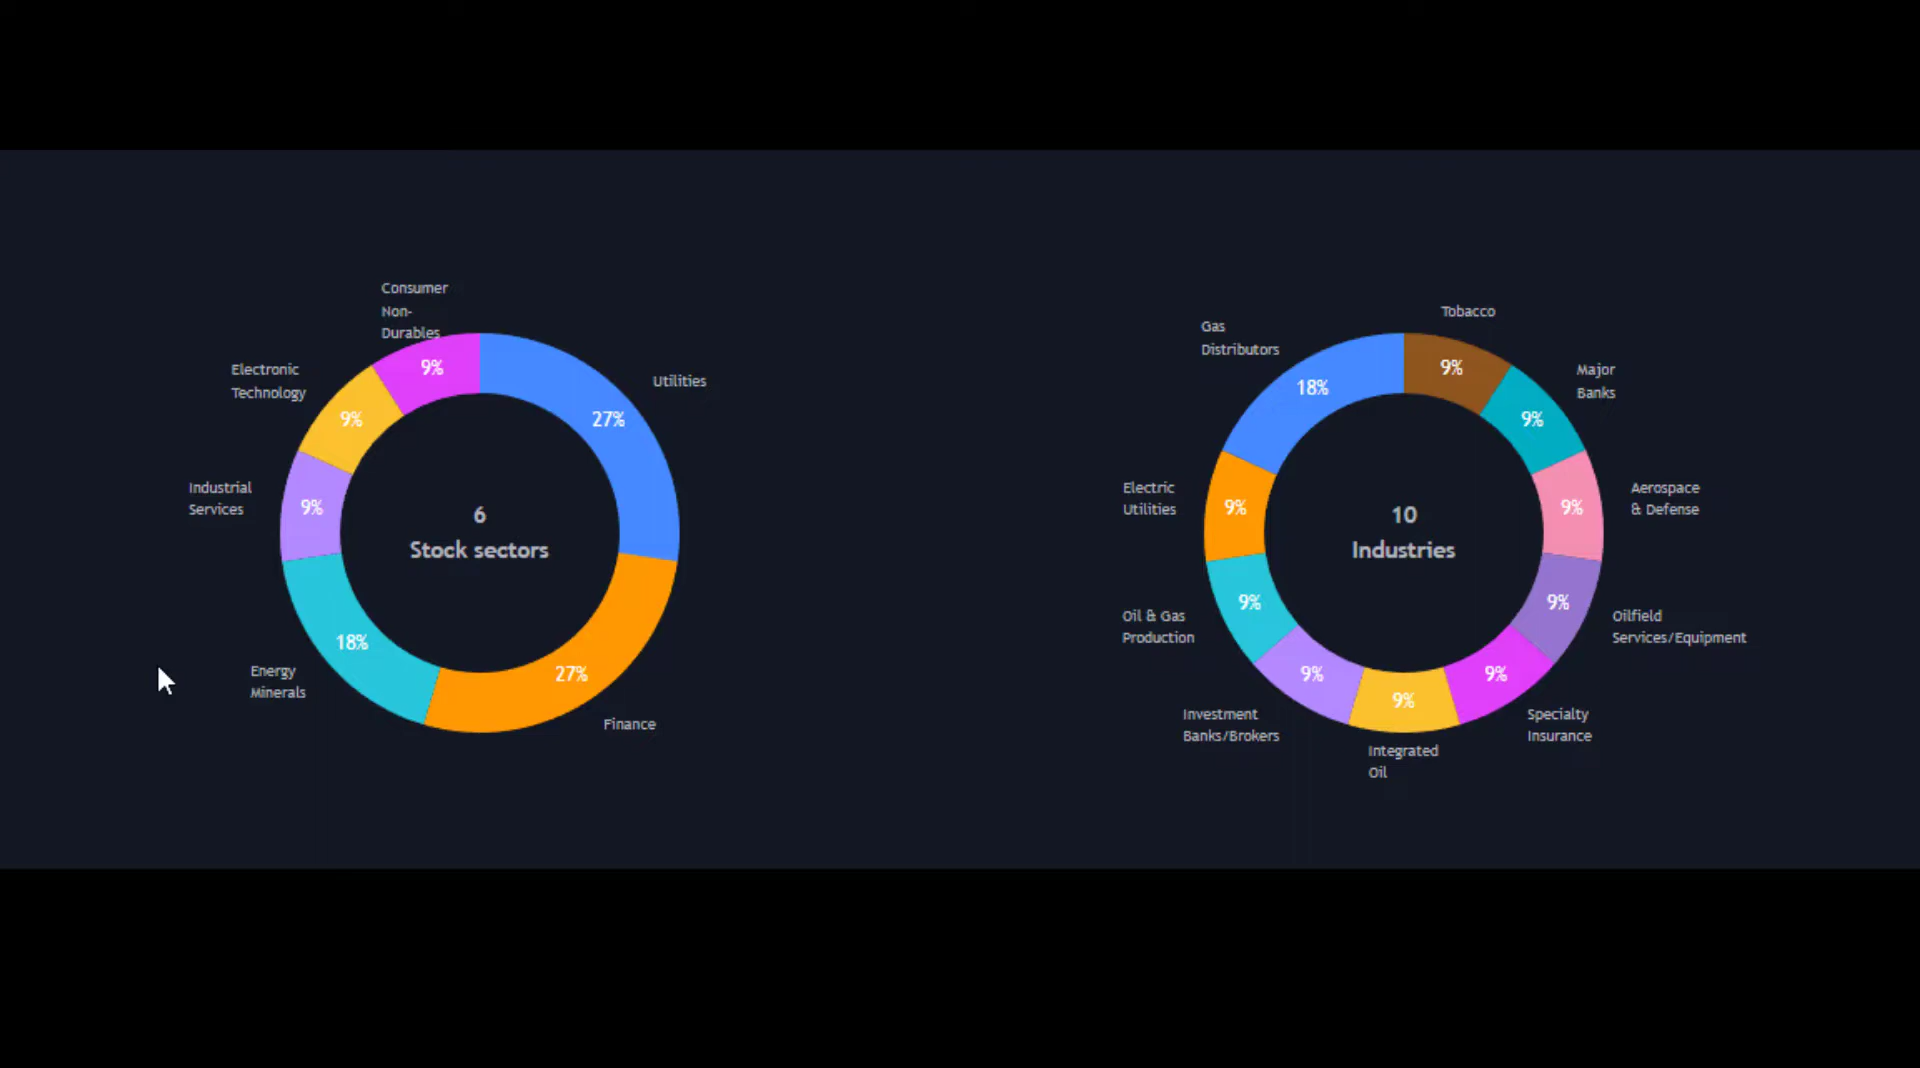 Consumer
Non-
Durables
9%
Electronic
Technology
9%
Utilities
27%
Industrial
Services
9%
6
Stock sectors
18%
Energy
Minerals
27%
Finance
Tobacco
9%
Gas
Distributors
18%
Major
Banks
9%
Electric
Utilities
9%
Aerospace
& Defense
9%
10
Industries
Oil & Gas
Production
9%
Oilfield
Services/Equipment
9%
Investment
Banks/Brokers
9%
Integrated
Oil
9%
Specialty
Insurance
9%